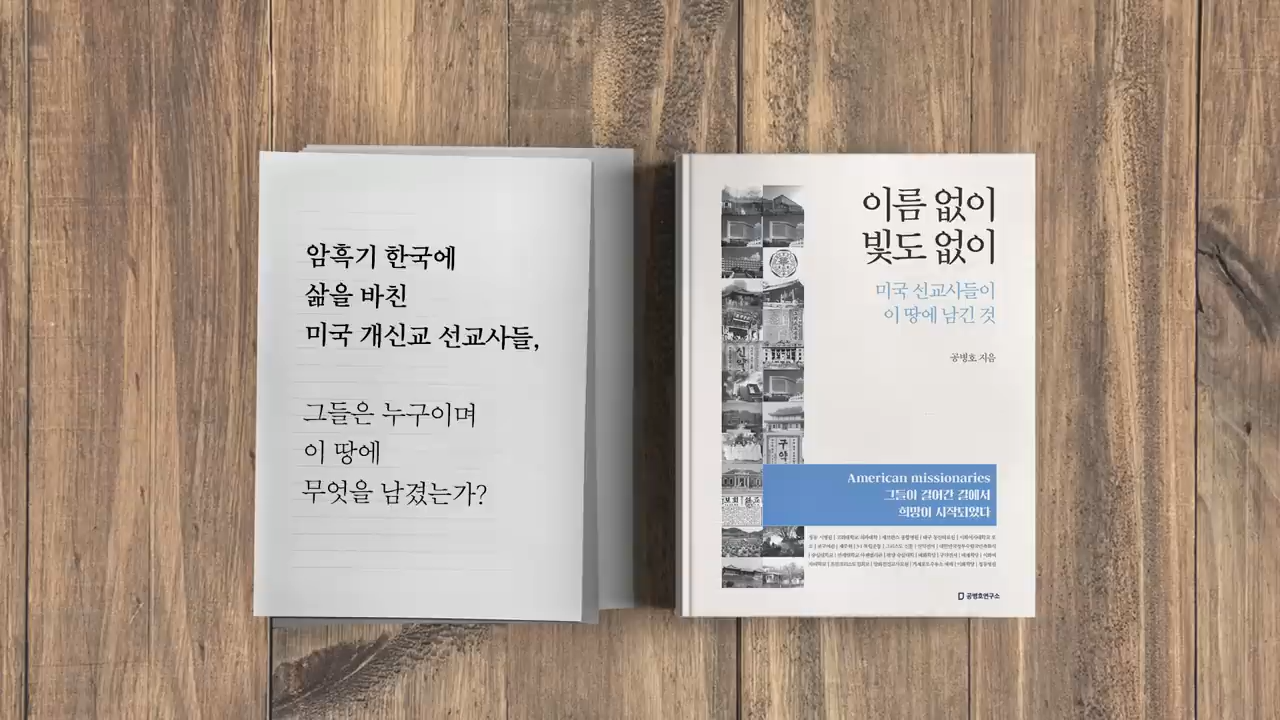 암흑기 한국에
삶을 바친
미국 개신교 선교사들,
그들은 누구이며
이 땅에
무엇을 남겼는가?
이름 없이
빛도 없이
미국 선교사들이
이 땅에 남긴 것
공병호 지음
구약
American missionaries
그들이 걸어간 길에서
희망이 시작되었다
공병호연구소